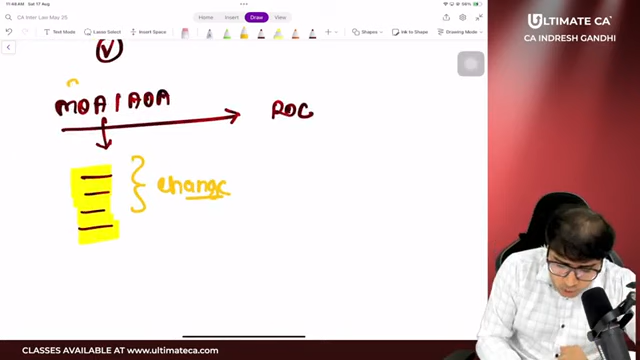 11:48 AM Sat 17 Aug
58%
CA Inter Law May 25
Home Insert Draw View
Text Mode Lasso Select Insert Space
Shapes Ink to Shape Drawing Mode
ULTIMATE CA
CA INDRESH GANDHI
V
MOA / AOA
ROC
change
CLASSES AVAILABLE AT www.ultimateca.com